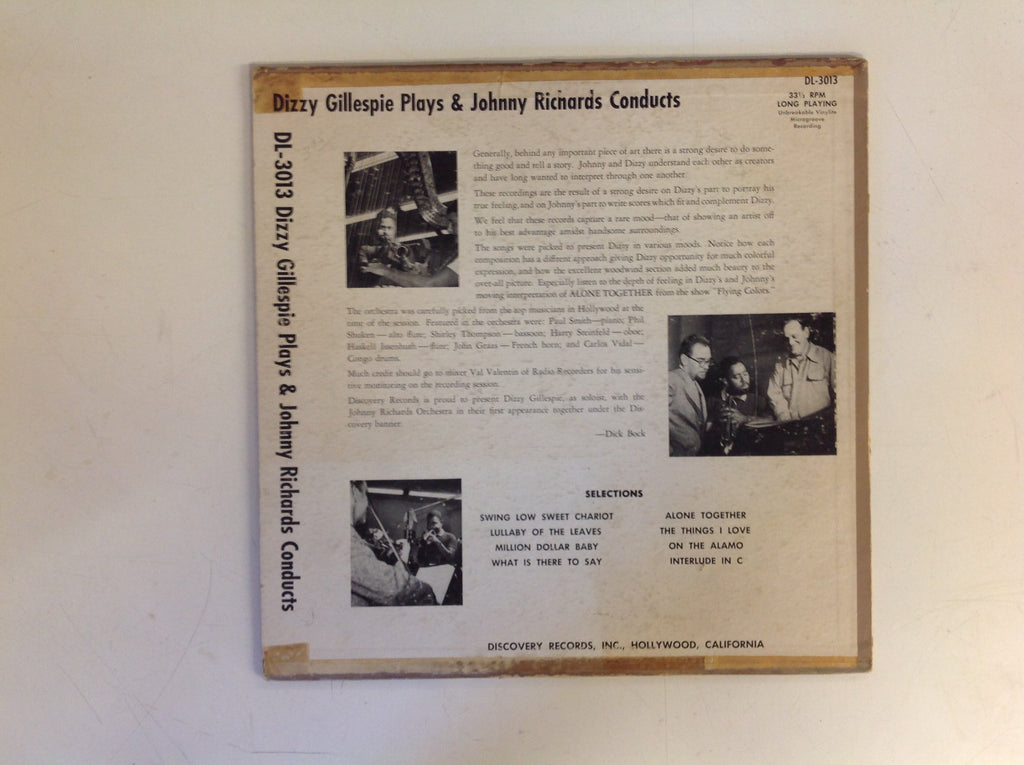 DL-3013
Dizzy Gillespie Plays & Johnny Richards Conducts
33⅓ RPM
LONG PLAYING
Unbreakable Vinylite
Microgroove
Recording
DL-3013 Dizzy Gillespie Plays & Johnny Richards Conducts
Generally, behind any important piece of art there is a strong desire to do some-
thing good and tell a story. Johnny and Dizzy understand each other as creators
and have long wanted to interpret through one another.
These recordings are the result of a strong desire on Dizzy's part to portray his
true feeling, and on Johnny's part to write scores which fit and complement Dizzy.
We feel that these records capture a rare mood—that of showing an artist off
to his best advantage amidst handsome surroundings.
The songs were picked to present Dizzy in various moods. Notice how each
composition has a different approach giving Dizzy opportunity for much colorful
expression, and how the excellent woodwind section added much beauty to the
over-all picture. Especially listen to the depth of feeling in Dizzy's and Johnny's
moving interpretation of ALONE TOGETHER from the show "Flying Colors."
The orchestra was carefully picked from the top musicians in Hollywood at the
time of the session. Featured in the orchestra were: Paul Smith—piano; Phil
Shuken—alto flute; Shirley Thompson—bassoon; Harry Steinfeld—oboe;
Haskell Isenhuth—flute; John Graas—French horn; and Carlos Vidal—
Congo drums.
Much credit should go to mixer Val Valentin of Radio Recorders for his sensi-
tive monitoring on the recording session.
Discovery Records is proud to present Dizzy Gillespie, as soloist, with the
Johnny Richards Orchestra in their first appearance together under the Dis-
covery banner.
—Dick Bock
SELECTIONS
SWING LOW SWEET CHARIOT
LULLABY OF THE LEAVES
MILLION DOLLAR BABY
WHAT IS THERE TO SAY
ALONE TOGETHER
THE THINGS I LOVE
ON THE ALAMO
INTERLUDE IN C
DISCOVERY RECORDS, INC., HOLLYWOOD, CALIFORNIA